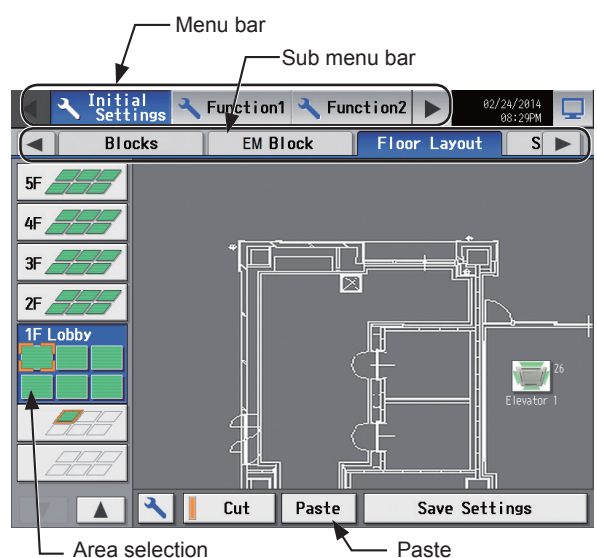 Menu bar
Sub menu bar
Initial Settings
Function1
Function2
02/24/2014
08:29PM
Blocks
EM Block
Floor Layout
S
5F
4F
3F
2F
1F Lobby
26
Elevator 1
Cut
Paste
Save Settings
Area selection
Paste